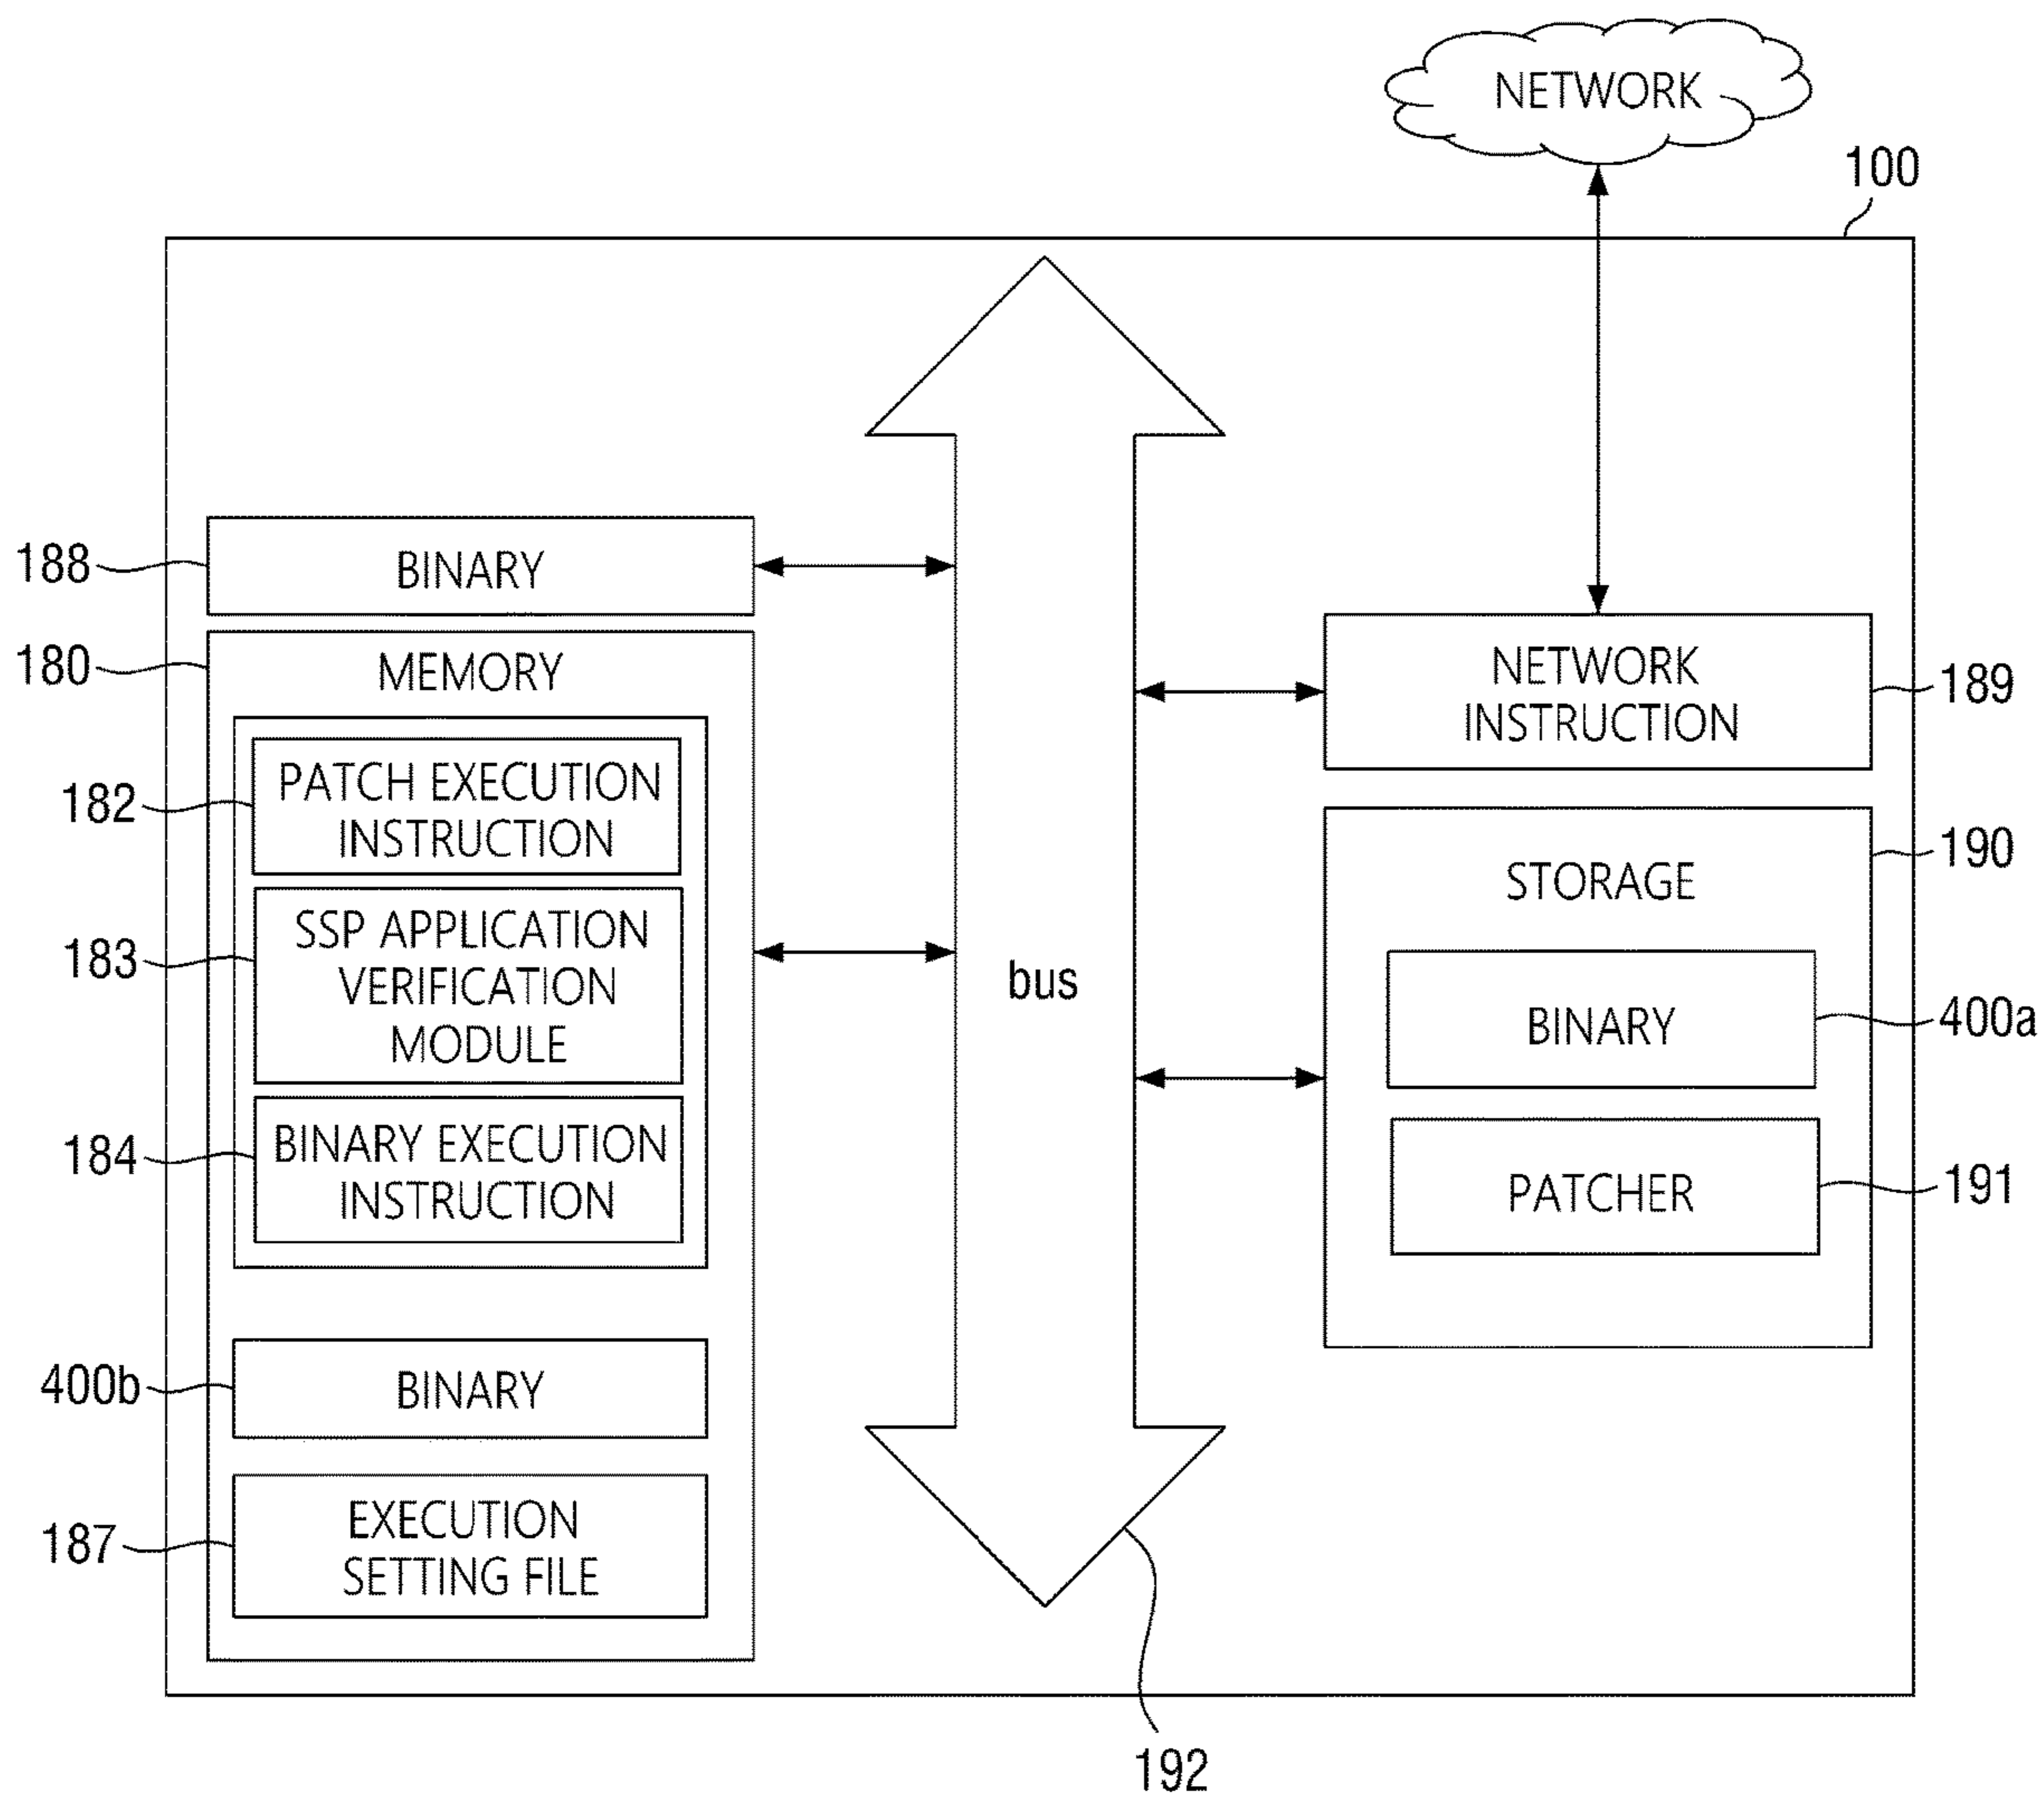 NETWORK
100
188
BINARY
180
MEMORY
182
PATCH EXECUTION
INSTRUCTION
183
SSP APPLICATION
VERIFICATION
MODULE
184
BINARY EXECUTION
INSTRUCTION
400b
BINARY
187
EXECUTION
SETTING FILE
bus
192
NETWORK
INSTRUCTION
189
STORAGE
190
BINARY
400a
PATCHER
191